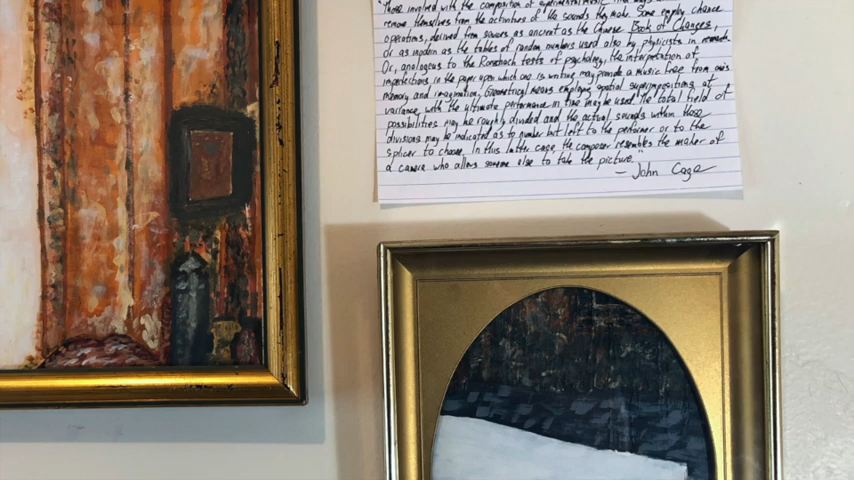 "Those involved with the composition of experimental music find ways
remove themselves from the activities of the sounds they make. Some employ chance
operations, derived from sources as ancient as the Chinese Book of Changes,
or as modern as the tables of random numbers used also by physicists in research.
Or, analogous to the Rorschach tests of psychology, the interpretation of
imperfections in the paper upon which one is writing may provide a music free from one's
memory and imagination. Geometrical means employing spatial superimpositions at
variance with the ultimate performance in time may be used. The total field of
possibilities may be roughly divided and the actual sounds within these
divisions may be indicated as to number but left to the performer or to the
splicer to choose. In this latter case, the composer resembles the maker of
a camera who allows someone else to take the picture."
– John Cage